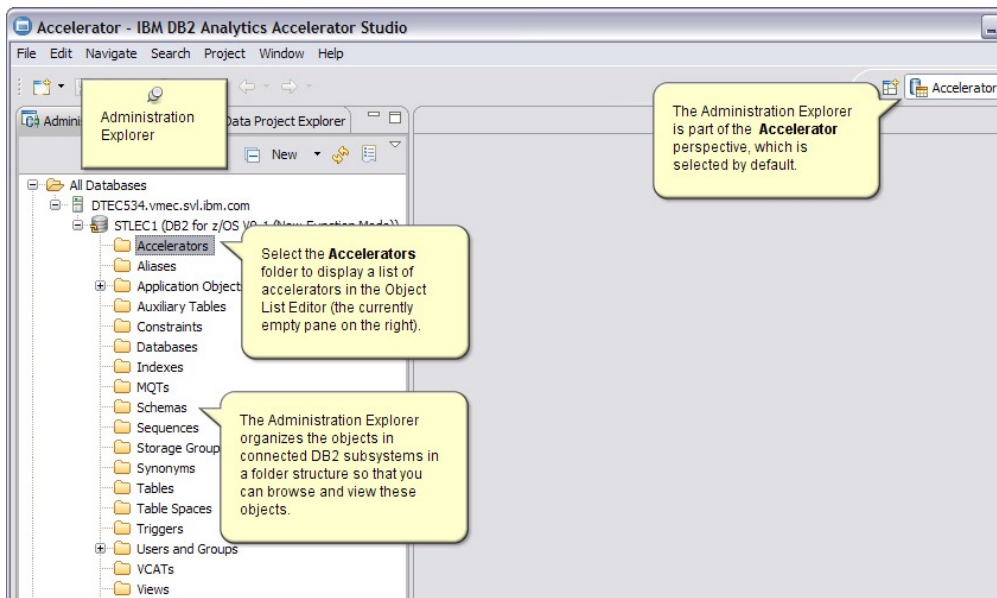 Accelerator - IBM DB2 Analytics Accelerator Studio
File Edit Navigate Search Project Window Help
Administration
Explorer
Admini
Data Project Explorer
New
Accelerator
The Administration Explorer
is part of the Accelerator
perspective, which is
selected by default.
All Databases
DTEC534.vmec.svl.ibm.com
STLEC1 (DB2 for z/OS
Accelerators
Aliases
Application Object
Auxiliary Tables
Constraints
Databases
Indexes
MQTs
Schemas
Sequences
Storage Group
Synonyms
Tables
Table Spaces
Triggers
Users and Groups
VCATs
Views
Select the Accelerators
folder to display a list of
accelerators in the Object
List Editor (the currently
empty pane on the right).
The Administration Explorer
organizes the objects in
connected DB2 subsystems in
a folder structure so that you
can browse and view these
objects.